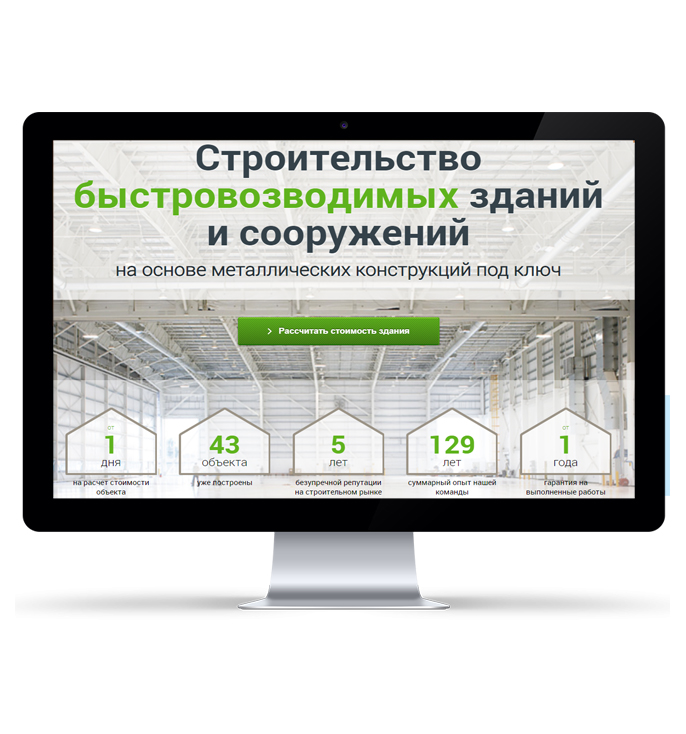 Строительство
быстровозводимых зданий
и сооружений
на основе металлических конструкций под ключ
Рассчитать стоимость здания
от
1
дня
на расчет стоимости
объекта
43
объекта
уже построены
5
лет
безупречной репутации
на строительном рынке
129
лет
суммарный опыт нашей
команды
от
1
года
гарантия на
выполненные работы